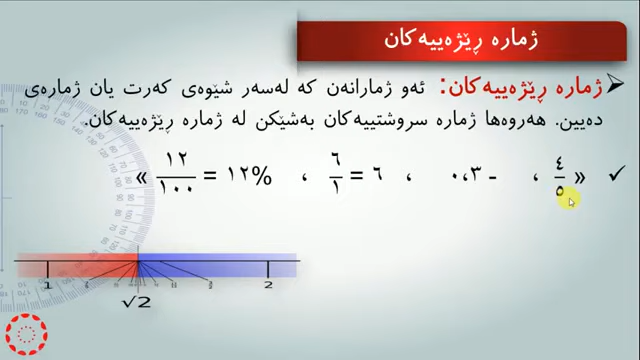 ژمارە ڕێژەییەکان
ژمارە ڕێژەییەکان: ئەو ژمارانەن کە لەسەر شێوەی کەرت یان ژمارەی
دەیین. هەروەها ژمارە سروشتییەکان بەشێکن لە ژمارە ڕێژەییەکان.
» ٤/٥ ، -٠،٣ ، ٦/١ = ٦ ، ١٢/١٠٠ = ١٢% «
1 2
√2